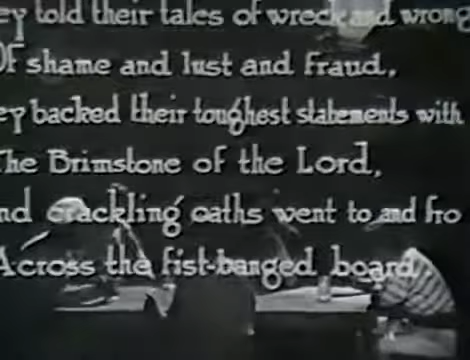 ey told their tales of wreck and wrong
Of shame and lust and fraud,
ey backed their toughest statements with
The Brimstone of the Lord,
nd crackling oaths went to and fro
Across the fist-banged board.